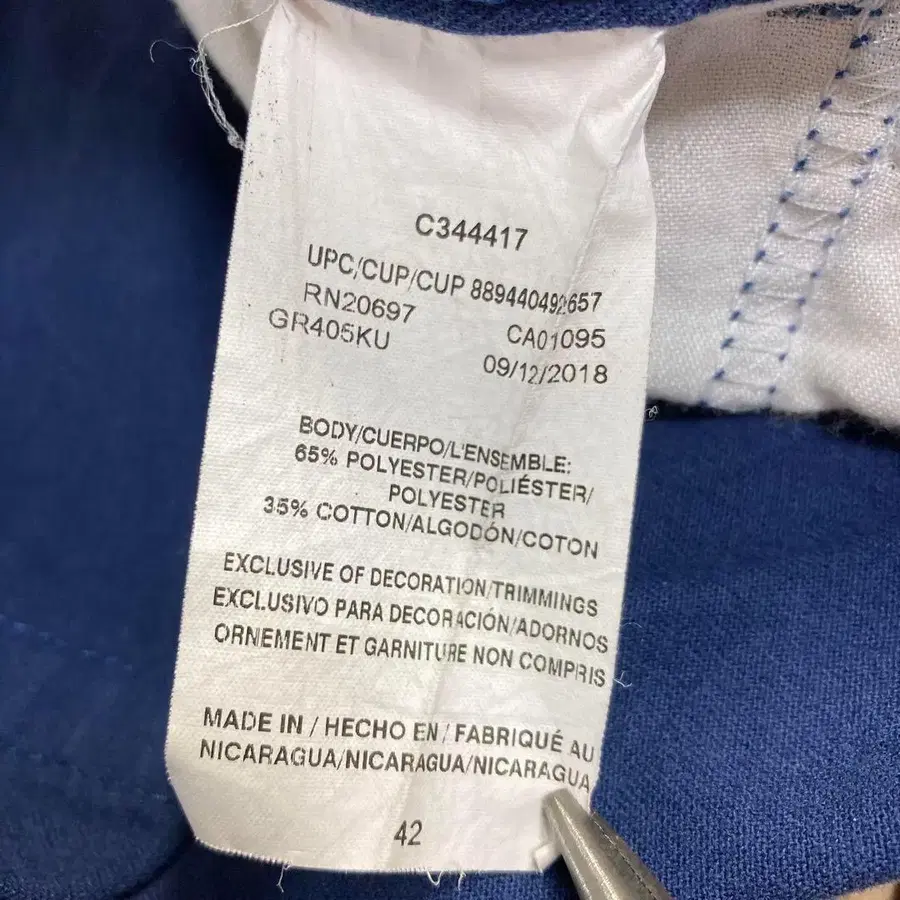 C344417
UPC/CUP/CUP 889440492657
RN20697
CA01095
GR405KU
09/12/2018
BODY/CUERPO/L'ENSEMBLE:
65% POLYESTER/POLIÉSTER/
POLYESTER
35% COTTON/ALGODÓN/COTON
EXCLUSIVE OF DECORATION/TRIMMINGS
EXCLUSIVO PARA DECORACIÓN/ADORNOS
ORNEMENT ET GARNITURE NON COMPRIS
MADE IN / HECHO EN / FABRIQUÉ AU
NICARAGUA/NICARAGUA/NICARAGUA
42